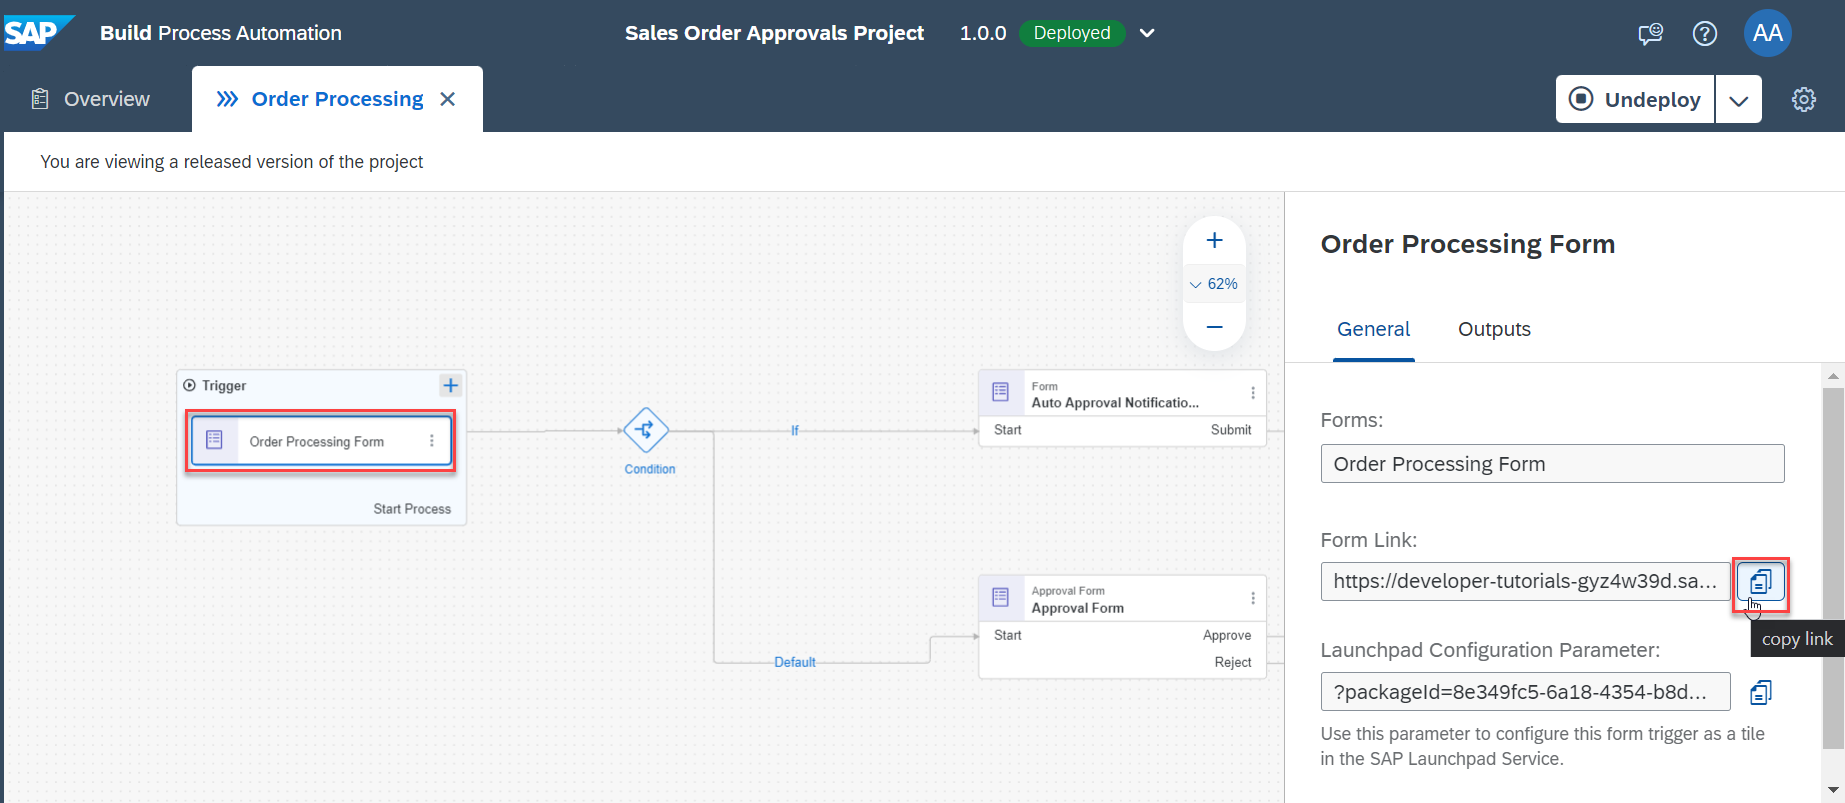 SAP Build Process Automation
Sales Order Approvals Project 1.0.0 Deployed
AA
Overview
Order Processing
Undeploy
You are viewing a released version of the project
62%
Trigger
Order Processing Form
Start Process
Condition
If
Default
Form
Auto Approval Notificatio...
Start Submit
Approval Form
Approval Form
Start Approve
Reject
Order Processing Form
General Outputs
Forms:
Order Processing Form
Form Link:
https://developer-tutorials-gyz4w39d.sa...
copy link
Launchpad Configuration Parameter:
?packageId=8e349fc5-6a18-4354-b8d...
Use this parameter to configure this form trigger as a tile
in the SAP Launchpad Service.